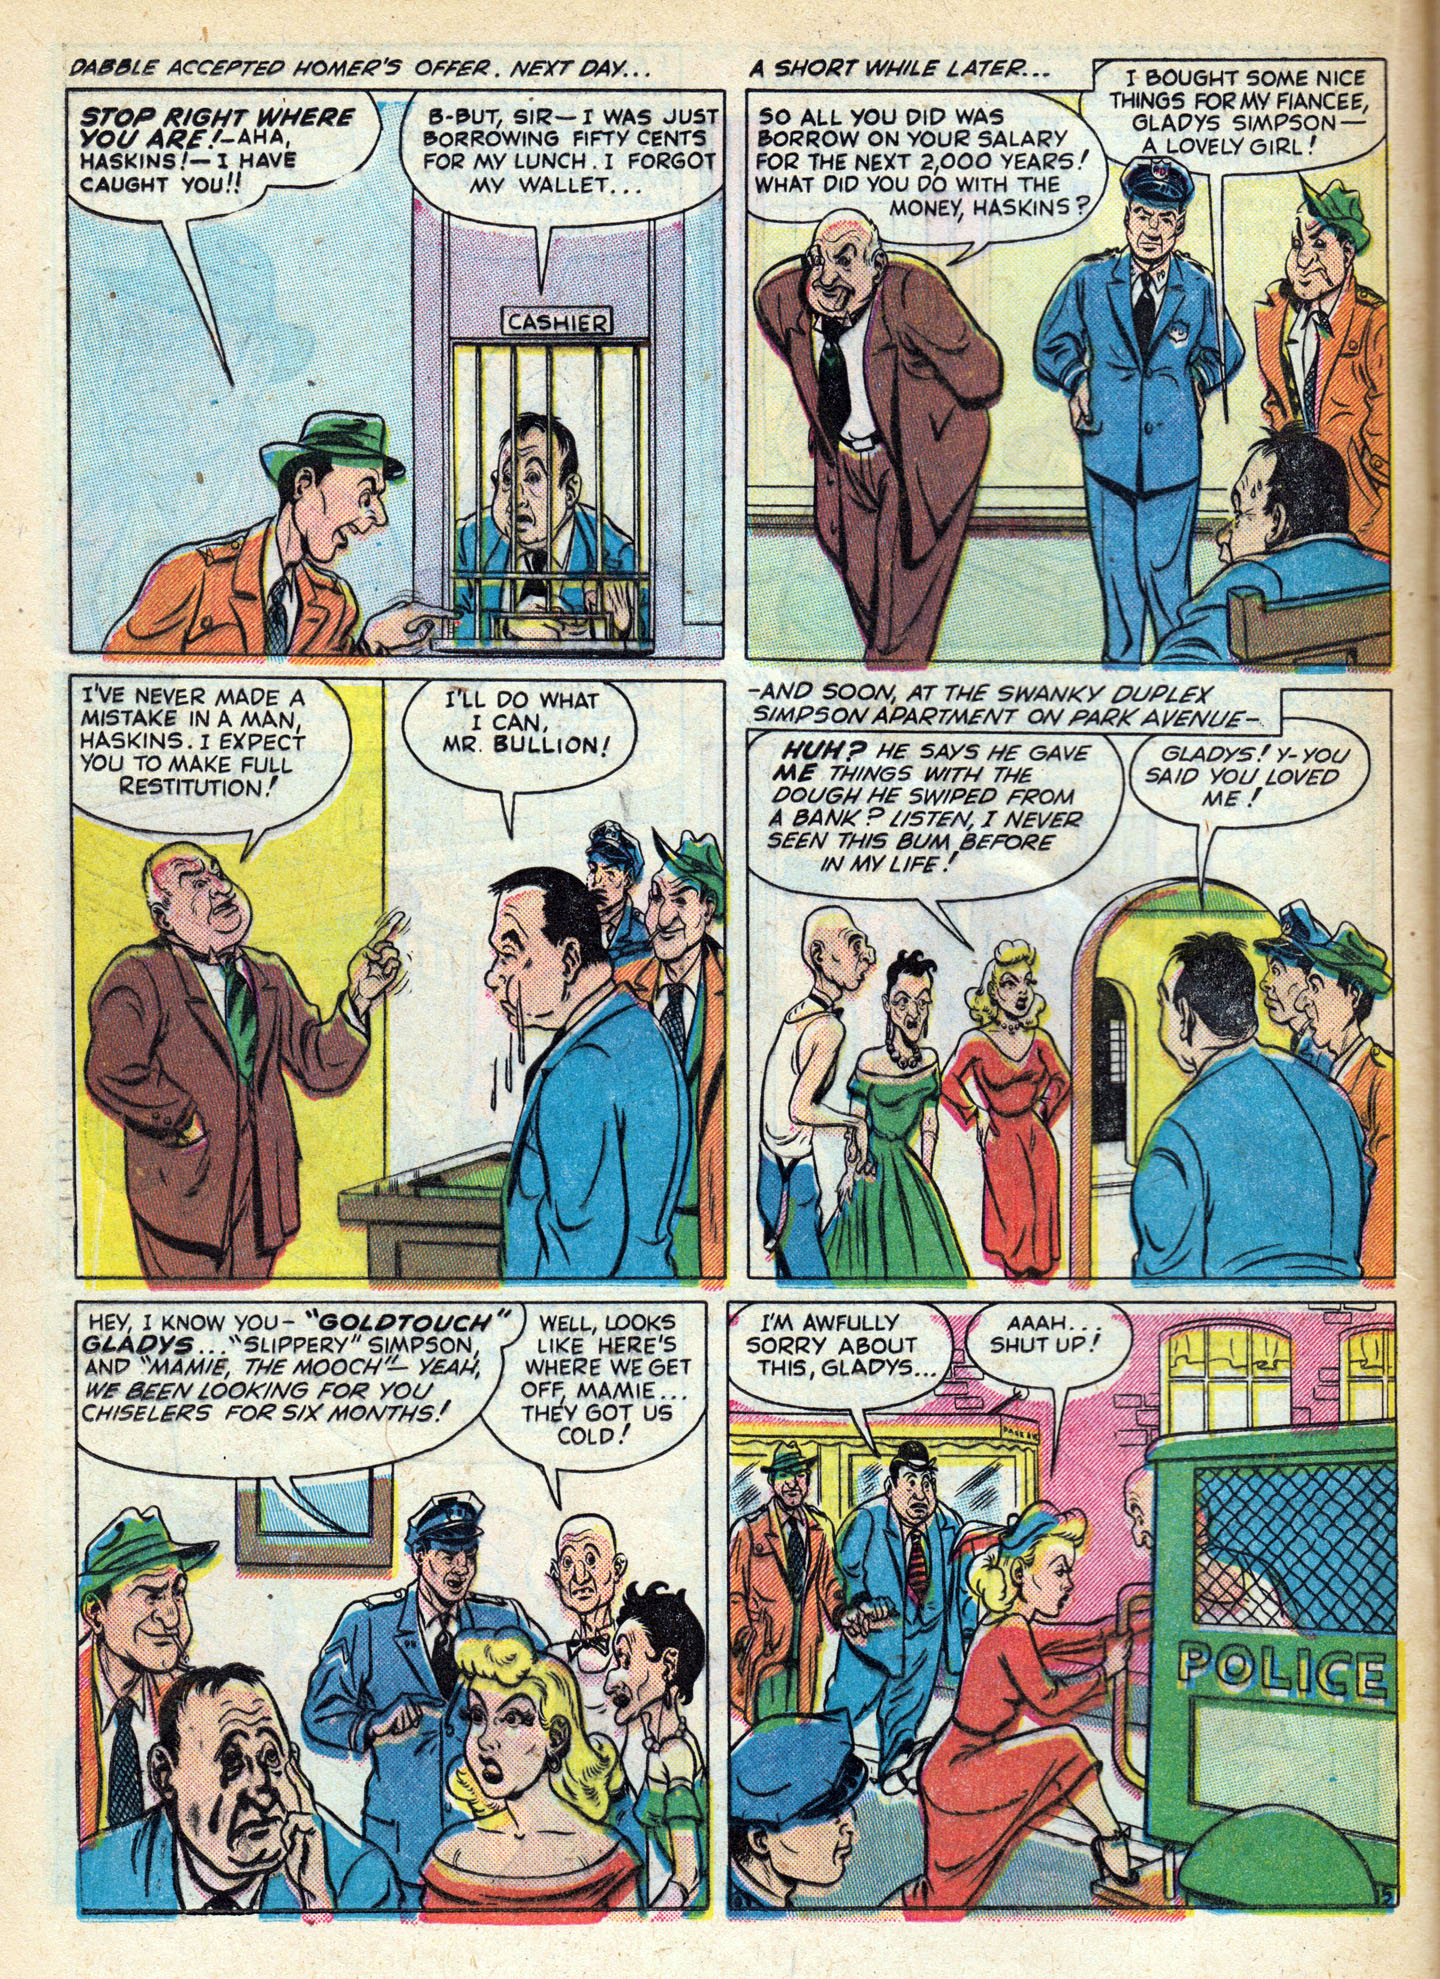 DABBLE ACCEPTED HOMER'S OFFER. NEXT DAY...
STOP RIGHT WHERE
YOU ARE!-AHA,
HASKINS!-I HAVE
CAUGHT YOU!!
B-BUT, SIR-I WAS JUST
BORROWING FIFTY CENTS
FOR MY LUNCH. I FORGOT
MY WALLET...
CASHIER
A SHORT WHILE LATER...
SO ALL YOU DID WAS
BORROW ON YOUR SALARY
FOR THE NEXT 2,000 YEARS!
WHAT DID YOU DO WITH THE
MONEY, HASKINS?
I BOUGHT SOME NICE
THINGS FOR MY FIANCEE,
GLADYS SIMPSON-
A LOVELY GIRL!
I'VE NEVER MADE A
MISTAKE IN A MAN,
HASKINS. I EXPECT
YOU TO MAKE FULL
RESTITUTION!
I'LL DO WHAT
I CAN,
MR. BULLION!
-AND SOON, AT THE SWANKY DUPLEX
SIMPSON APARTMENT ON PARK AVENUE-
HUH? HE SAYS HE GAVE
ME THINGS WITH THE
DOUGH HE SWIPED FROM
A BANK? LISTEN, I NEVER
SEEN THIS BUM BEFORE
IN MY LIFE!
GLADYS! Y-YOU
SAID YOU LOVED
ME!
HEY, I KNOW YOU- "GOLDTOUCH"
GLADYS... "SLIPPERY" SIMPSON,
AND "MAMIE, THE MOOCH"-YEAH,
WE BEEN LOOKING FOR YOU
CHISELERS FOR SIX MONTHS!
WELL, LOOKS
LIKE HERE'S
WHERE WE GET
OFF, MAMIE...
THEY GOT US
COLD!
I'M AWFULLY
SORRY ABOUT
THIS, GLADYS...
AAAH...
SHUT UP!
POLICE
5